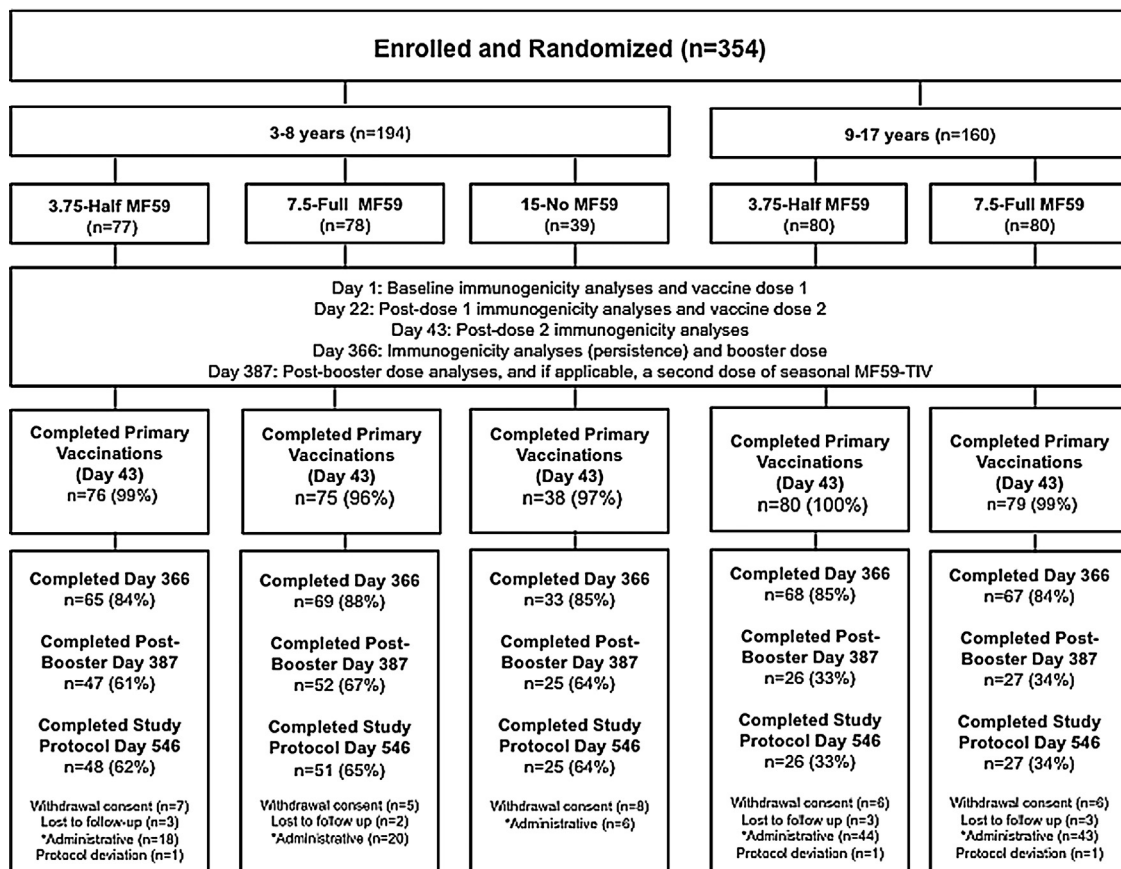 Enrolled and Randomized (n=354)
3-8 years (n=194)
9-17 years (n=160)
3.75-Half MF59
(n=77)
7.5-Full MF59
(n=78)
15-No MF59
(n=39)
3.75-Half MF59
(n=80)
7.5-Full MF59
(n=80)
Day 1: Baseline immunogenicity analyses and vaccine dose 1
Day 22: Post-dose 1 immunogenicity analyses and vaccine dose 2
Day 43: Post-dose 2 immunogenicity analyses
Day 366: Immunogenicity analyses (persistence) and booster dose
Day 387: Post-booster dose analyses, and if applicable, a second dose of seasonal MF59-TIV
Completed Primary
Vaccinations
(Day 43)
n=76 (99%)
Completed Primary
Vaccinations
(Day 43)
n=75 (96%)
Completed Primary
Vaccinations
(Day 43)
n=38 (97%)
Completed Primary
Vaccinations
(Day 43)
n=80 (100%)
Completed Primary
Vaccinations
(Day 43)
n=79 (99%)
Completed Day 366
n=65 (84%)
Completed Post-
Booster Day 387
n=47 (61%)
Completed Study
Protocol Day 546
n=48 (62%)
Withdrawal consent (n=7)
Lost to follow-up (n=3)
*Administrative (n=18)
Protocol deviation (n=1)
Completed Day 366
n=69 (88%)
Completed Post-
Booster Day 387
n=52 (67%)
Completed Study
Protocol Day 546
n=51 (65%)
Withdrawal consent (n=5)
Lost to follow up (n=2)
*Administrative (n=20)
Completed Day 366
n=33 (85%)
Completed Post-
Booster Day 387
n=25 (64%)
Completed Study
Protocol Day 546
n=25 (64%)
Withdrawal consent (n=8)
*Administrative (n=6)
Completed Day 366
n=68 (85%)
Completed Post-
Booster Day 387
n=26 (33%)
Completed Study
Protocol Day 546
n=26 (33%)
Withdrawal consent (n=6)
Lost to follow up (n=3)
*Administrative (n=44)
Protocol deviation (n=1)
Completed Day 366
n=67 (84%)
Completed Post-
Booster Day 387
n=27 (34%)
Completed Study
Protocol Day 546
n=27 (34%)
Withdrawal consent (n=6)
Lost to follow up (n=3)
*Administrative (n=43)
Protocol deviation (n=1)